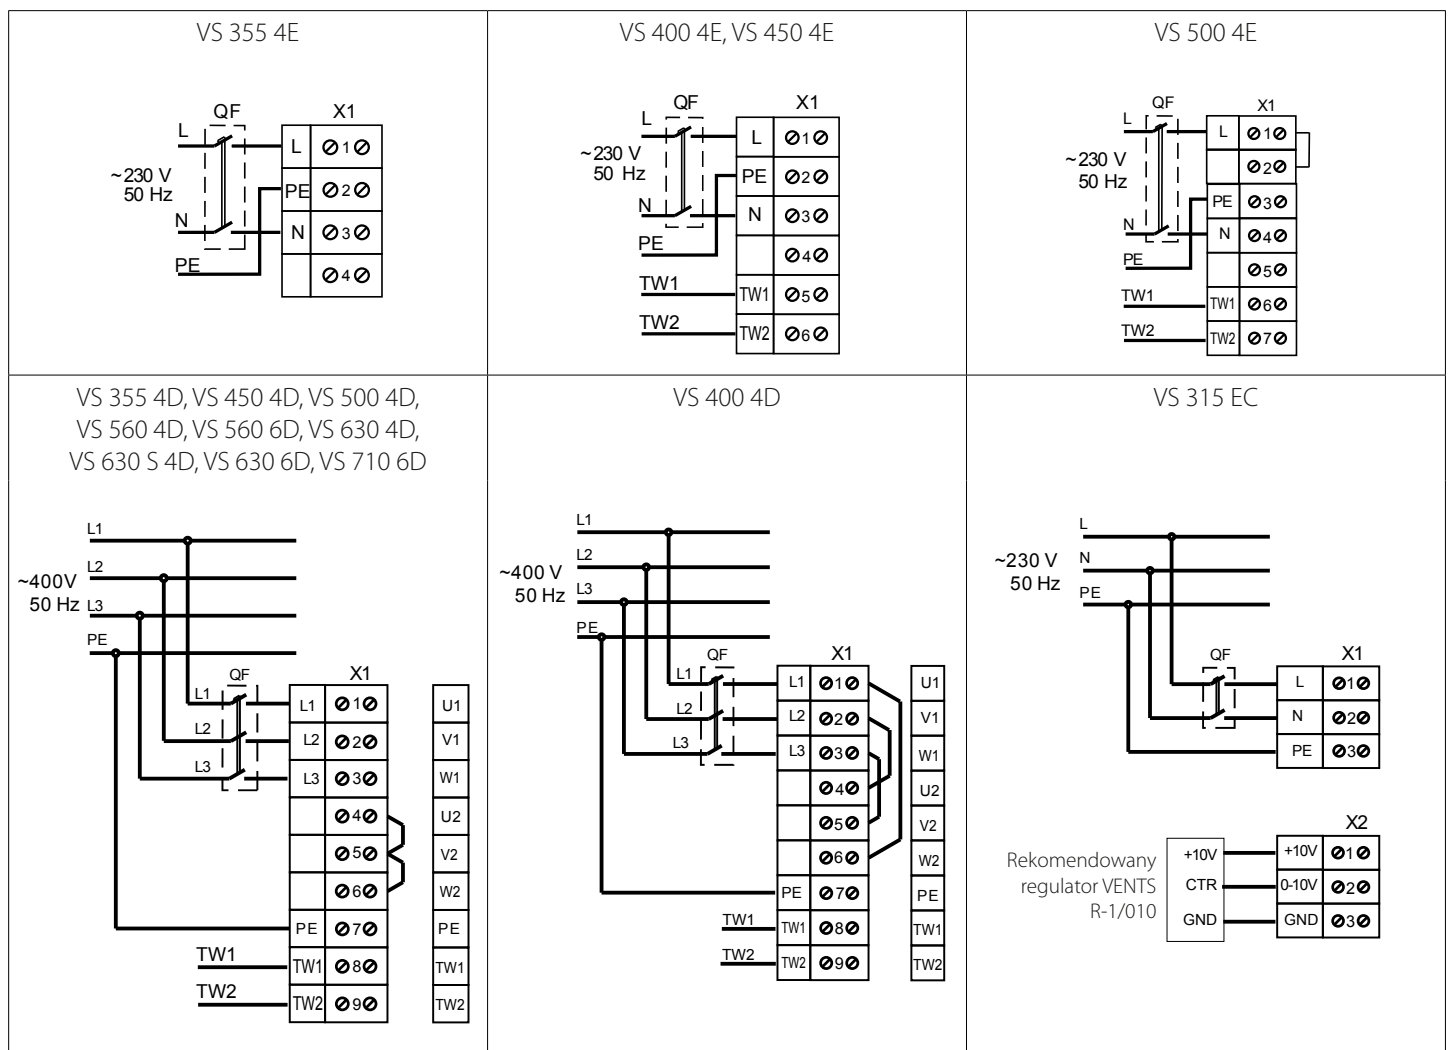 VS 355 4E
QF X1
L
L 1
~230 V
50 Hz
PE 2
N
N 3
PE
4
VS 400 4E, VS 450 4E
QF X1
L
L 1
~230 V
50 Hz
PE 2
N
N 3
PE
4
TW1
TW1 5
TW2
TW2 6
VS 500 4E
QF X1
L
L 1
~230 V
50 Hz
2
PE 3
N
N 4
PE
5
TW1
TW1 6
TW2
TW2 7
VS 355 4D, VS 450 4D, VS 500 4D,
VS 560 4D, VS 560 6D, VS 630 4D,
VS 630 S 4D, VS 630 6D, VS 710 6D
L1
L2
~400V
50 Hz
L3
PE
QF X1
L1 L1 1 U1
L2 L2 2 V1
L3 L3 3 W1
4 U2
5 V2
6 W2
PE 7 PE
TW1 TW1 8 TW1
TW2 TW2 9 TW2
VS 400 4D
L1
L2
~400 V
50 Hz
L3
PE
QF X1
L1 L1 1 U1
L2 L2 2 V1
L3 L3 3 W1
4 U2
5 V2
6 W2
PE 7 PE
TW1 TW1 8 TW1
TW2 TW2 9 TW2
VS 315 EC
L
~230 V
N
50 Hz
PE
QF X1
L 1
N 2
PE 3
X2
Rekomendowany
regulator VENTS
R-1/010
+10V +10V 1
CTR 0-10V 2
GND GND 3